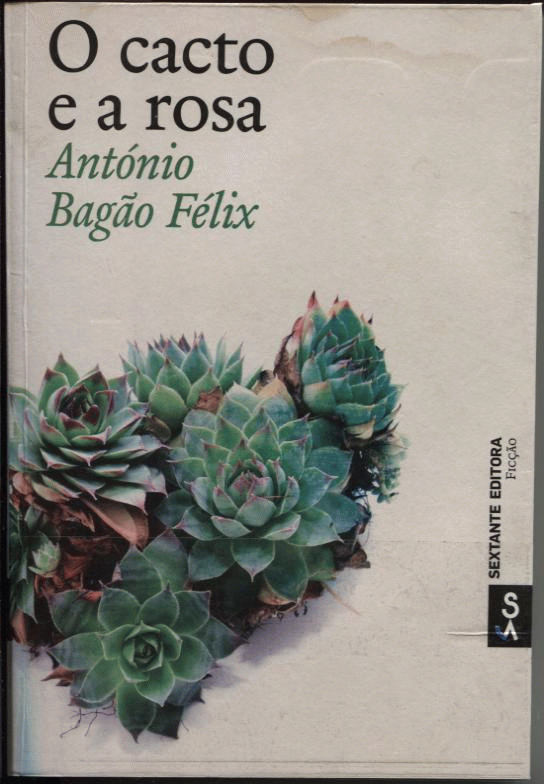 O cacto
e a rosa
António
Bagão Félix
SEXTANTE EDITORA
FICÇÃO
S